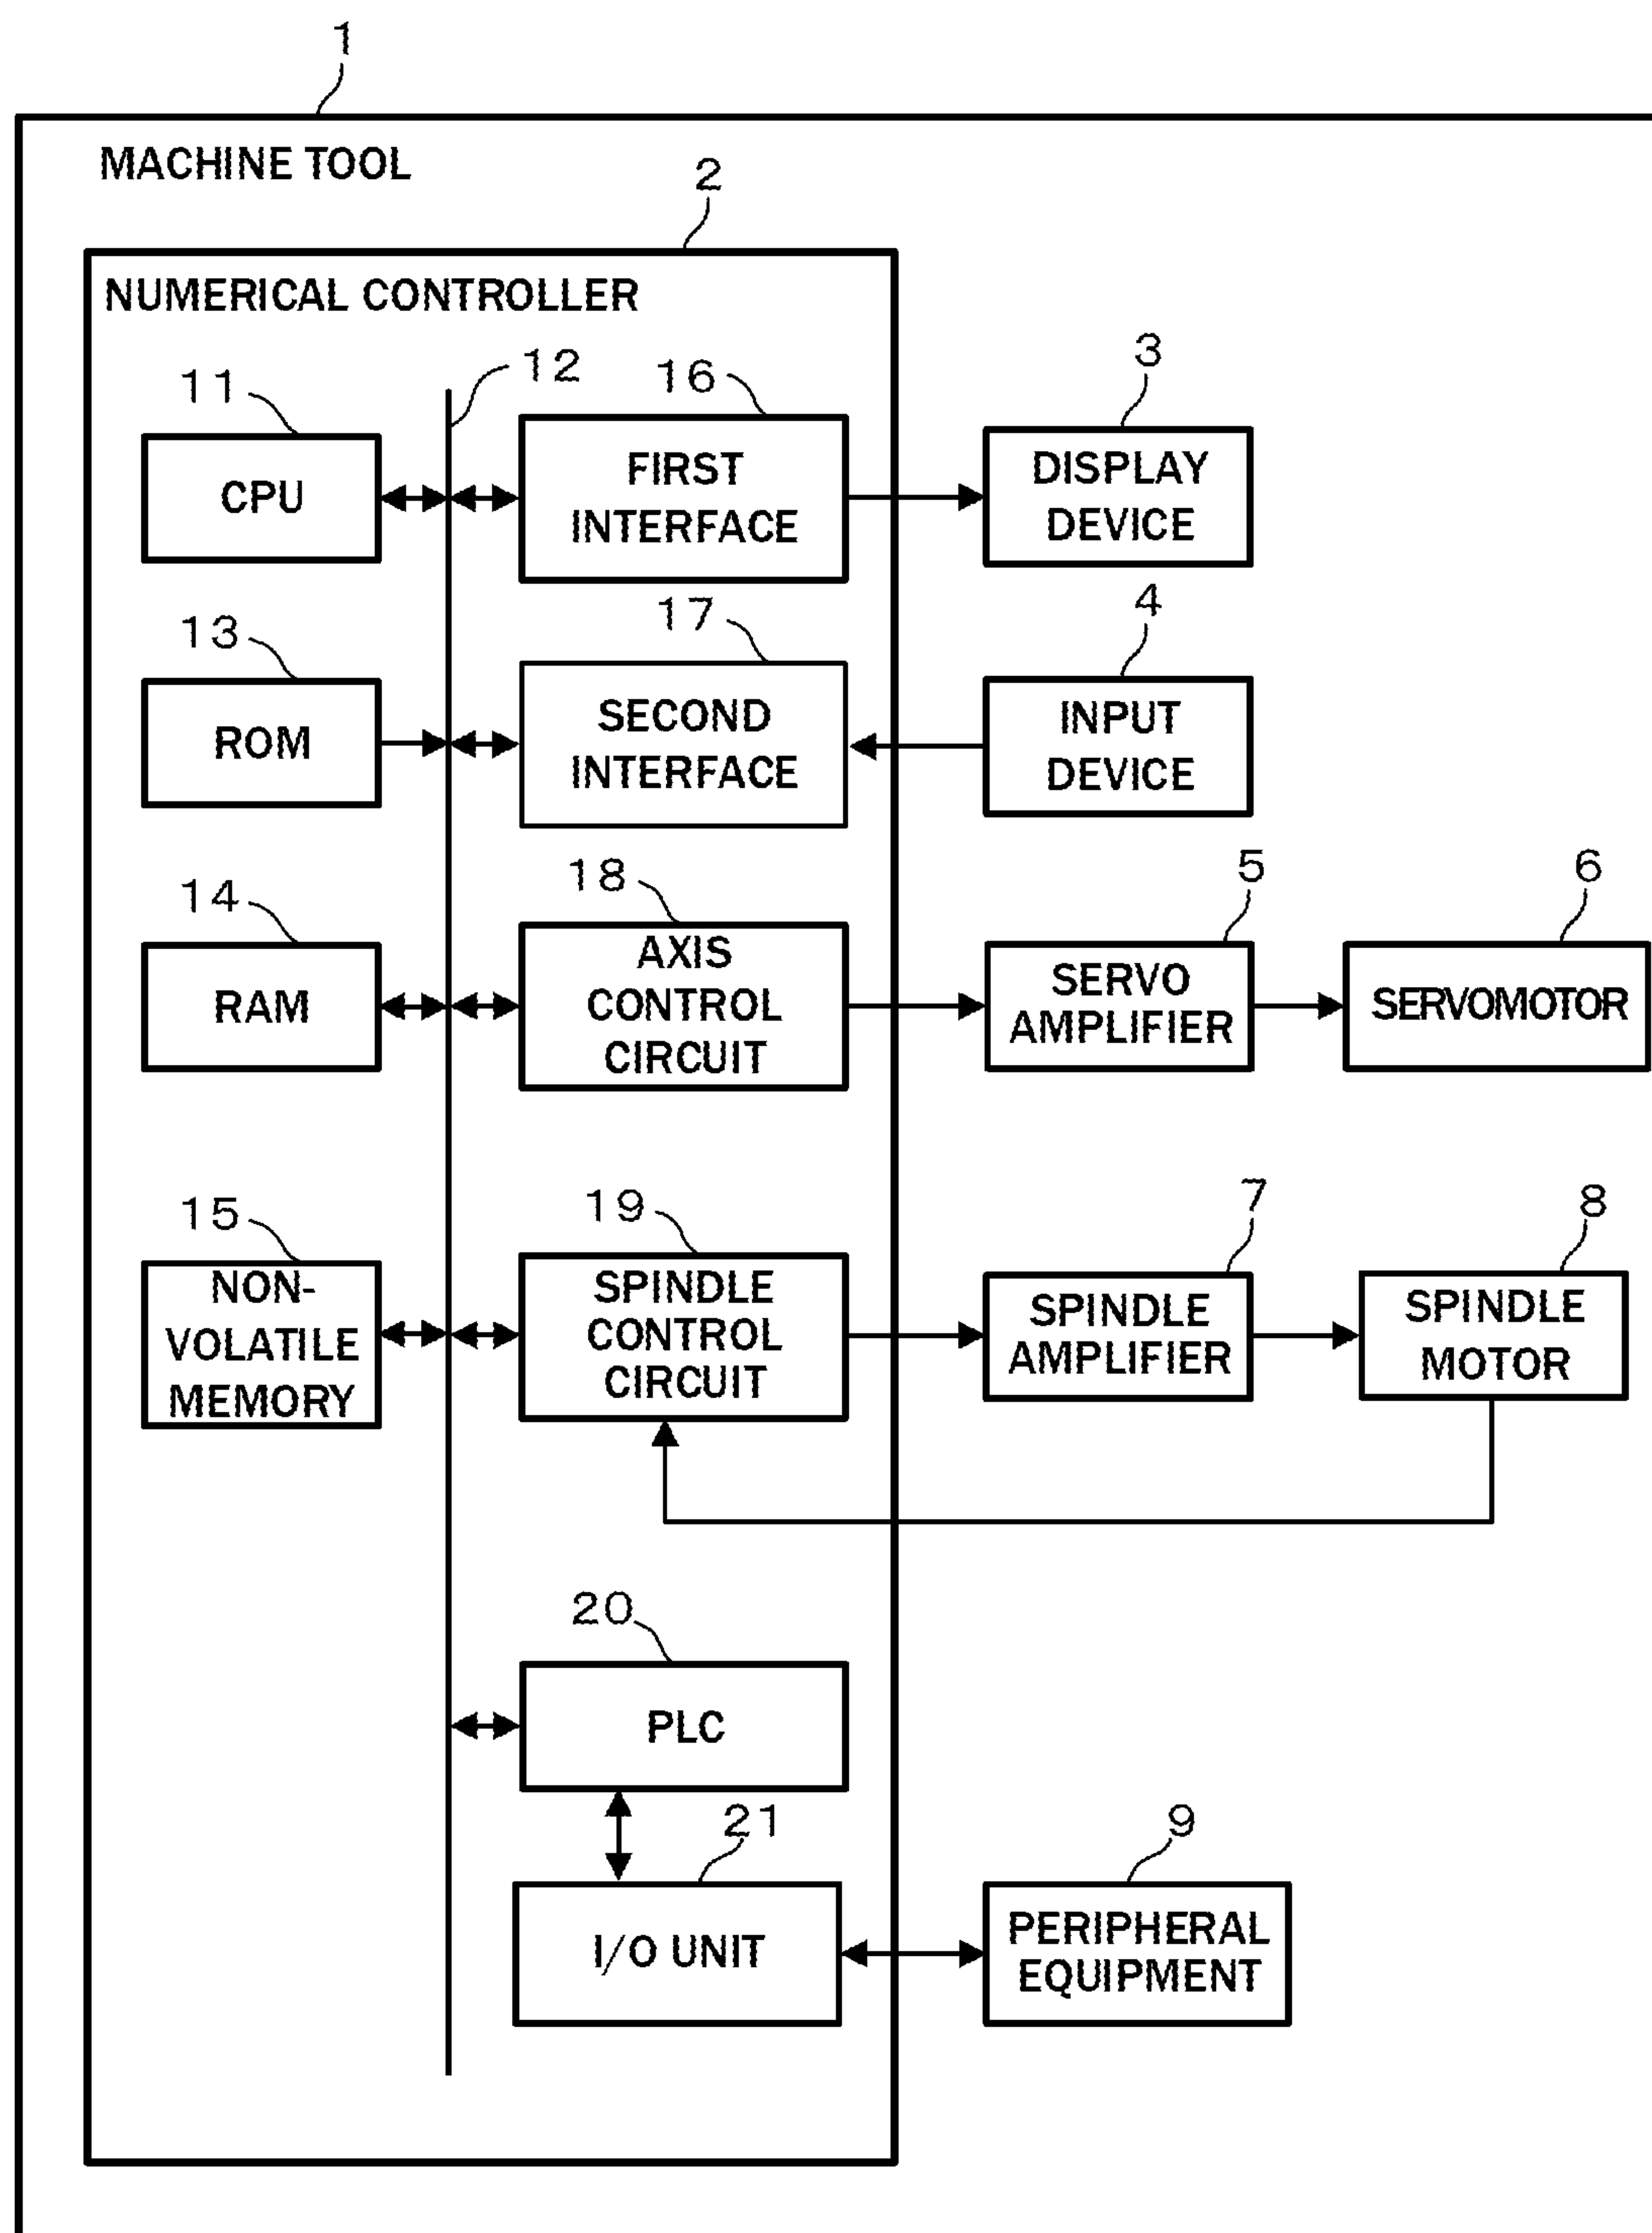 1
MACHINE TOOL
2
NUMERICAL CONTROLLER
11
12
16
3
CPU
FIRST
INTERFACE
DISPLAY
DEVICE
13
17
4
ROM
SECOND
INTERFACE
INPUT
DEVICE
14
18
5
6
RAM
AXIS
CONTROL
CIRCUIT
SERVO
AMPLIFIER
SERVOMOTOR
15
19
7
8
NON-
VOLATILE
MEMORY
SPINDLE
CONTROL
CIRCUIT
SPINDLE
AMPLIFIER
SPINDLE
MOTOR
20
PLC
21
9
I/O UNIT
PERIPHERAL
EQUIPMENT